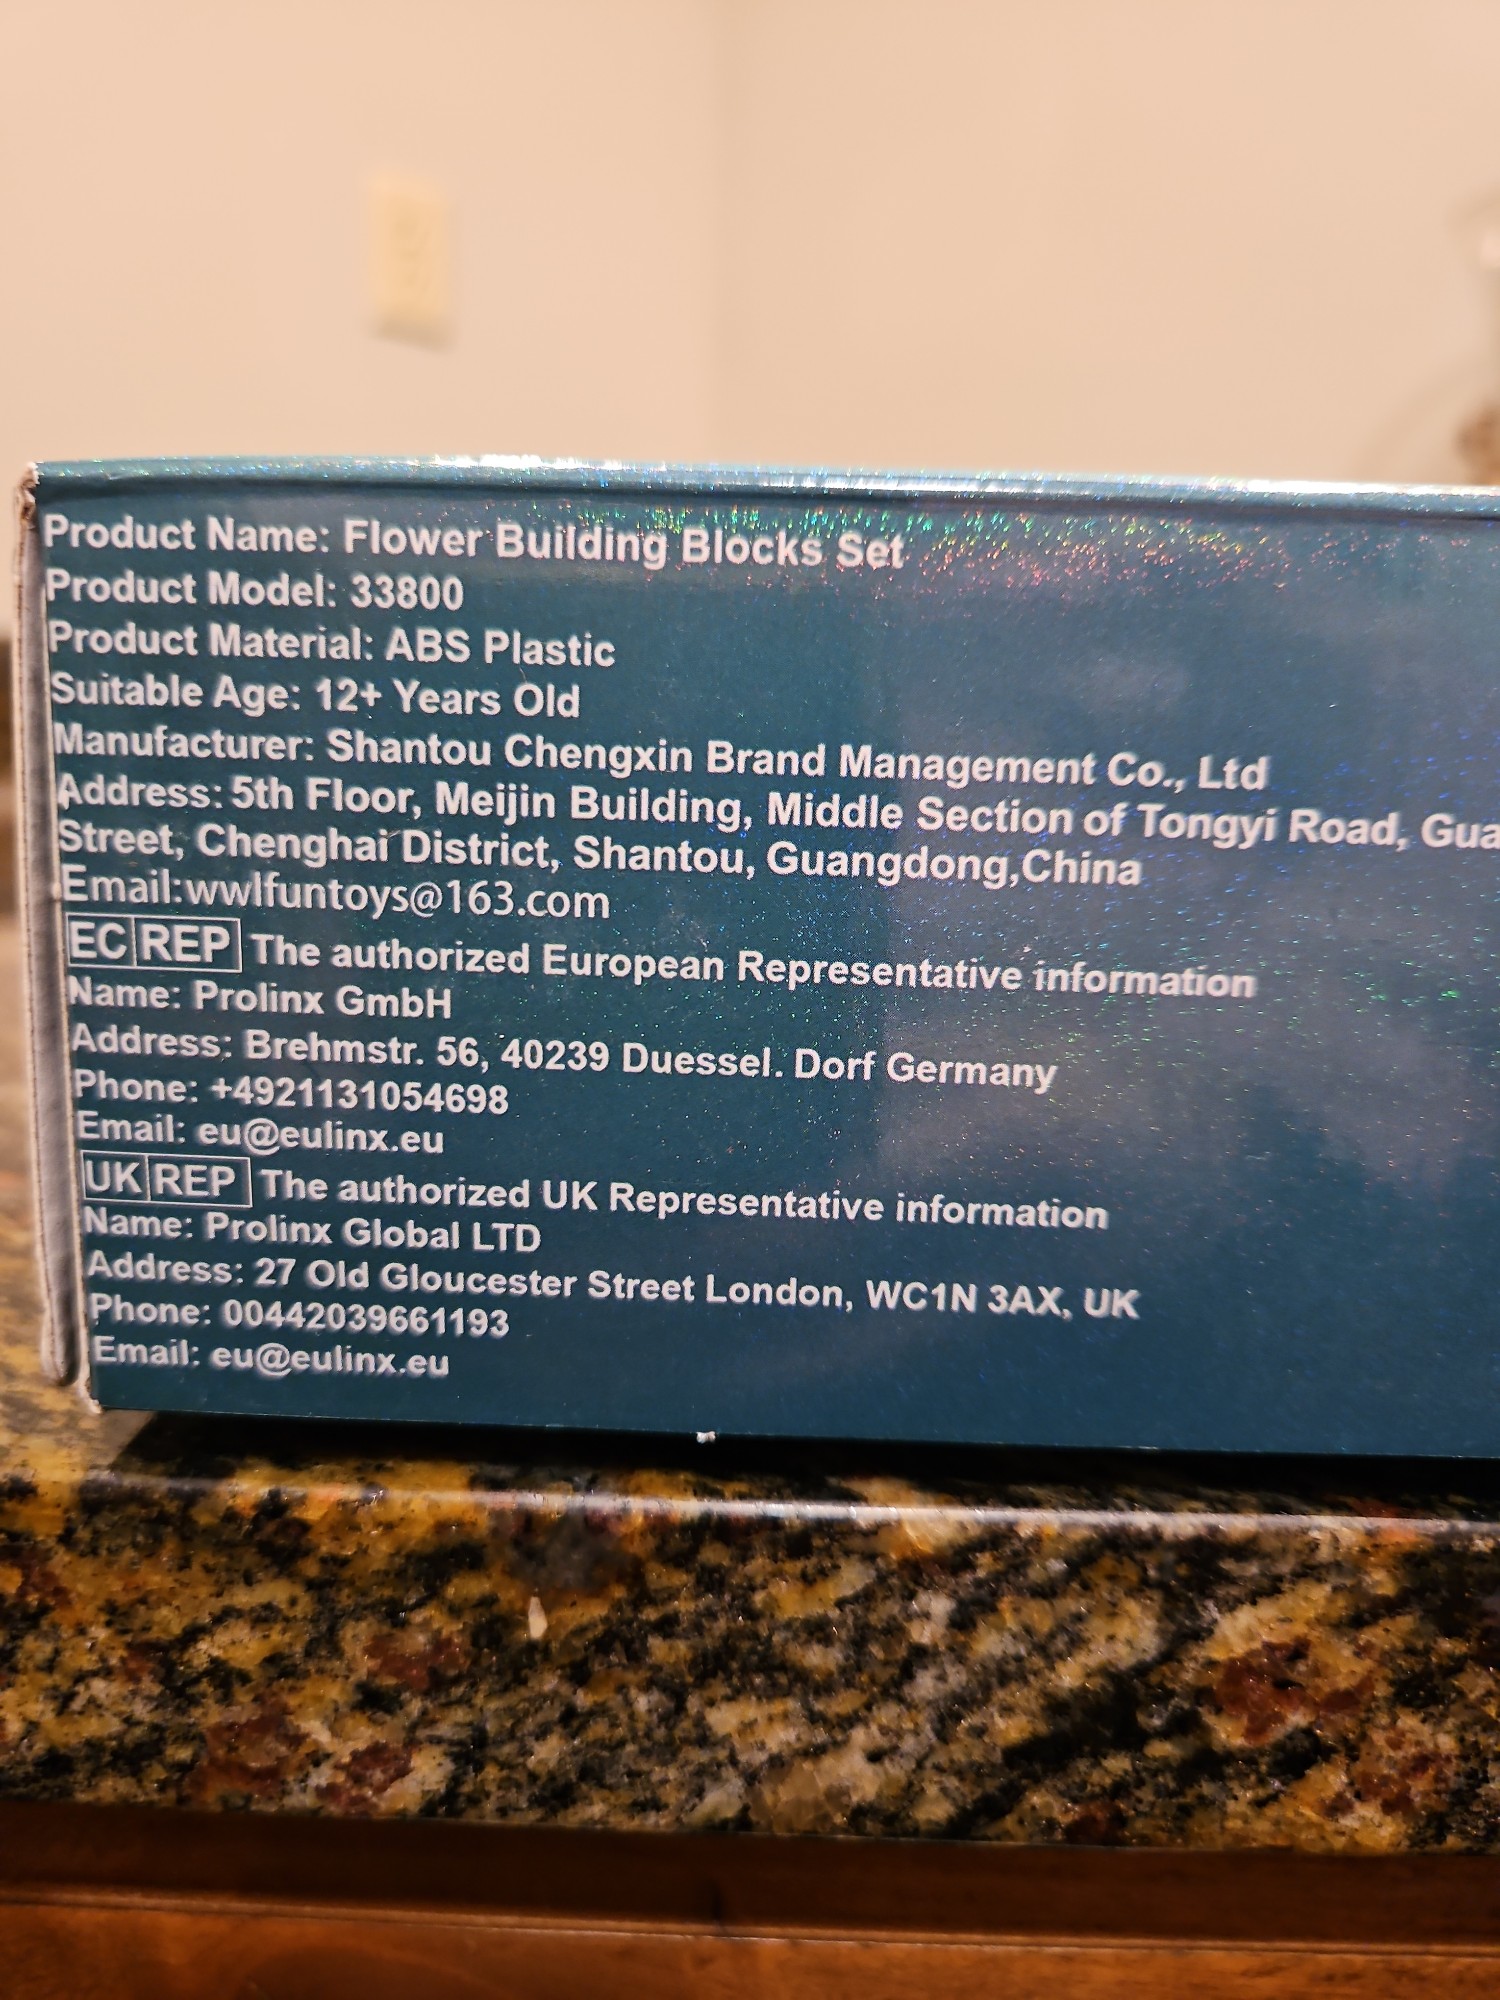 Product Name: Flower Building Blocks Set
Product Model: 33800
Product Material: ABS Plastic
Suitable Age: 12+ Years Old
Manufacturer: Shantou Chengxin Brand Management Co., Ltd
Address: 5th Floor, Meijin Building, Middle Section of Tongyi Road,
Street, Chenghai District, Shantou, Guangdong,China
Email:wwlfuntoys@163.com
EC REP The authorized European Representative information
Name: Prolinx GmbH
Address: Brehmstr. 56, 40239 Duessel. Dorf Germany
Phone: +4921131054698
Email: eu@eulinx.eu
UK REP The authorized UK Representative information
Name: Prolinx Global LTD
Address: 27 Old Gloucester Street London, WC1N 3AX, UK
Phone: 00442039661193
Email: eu@eulinx.eu